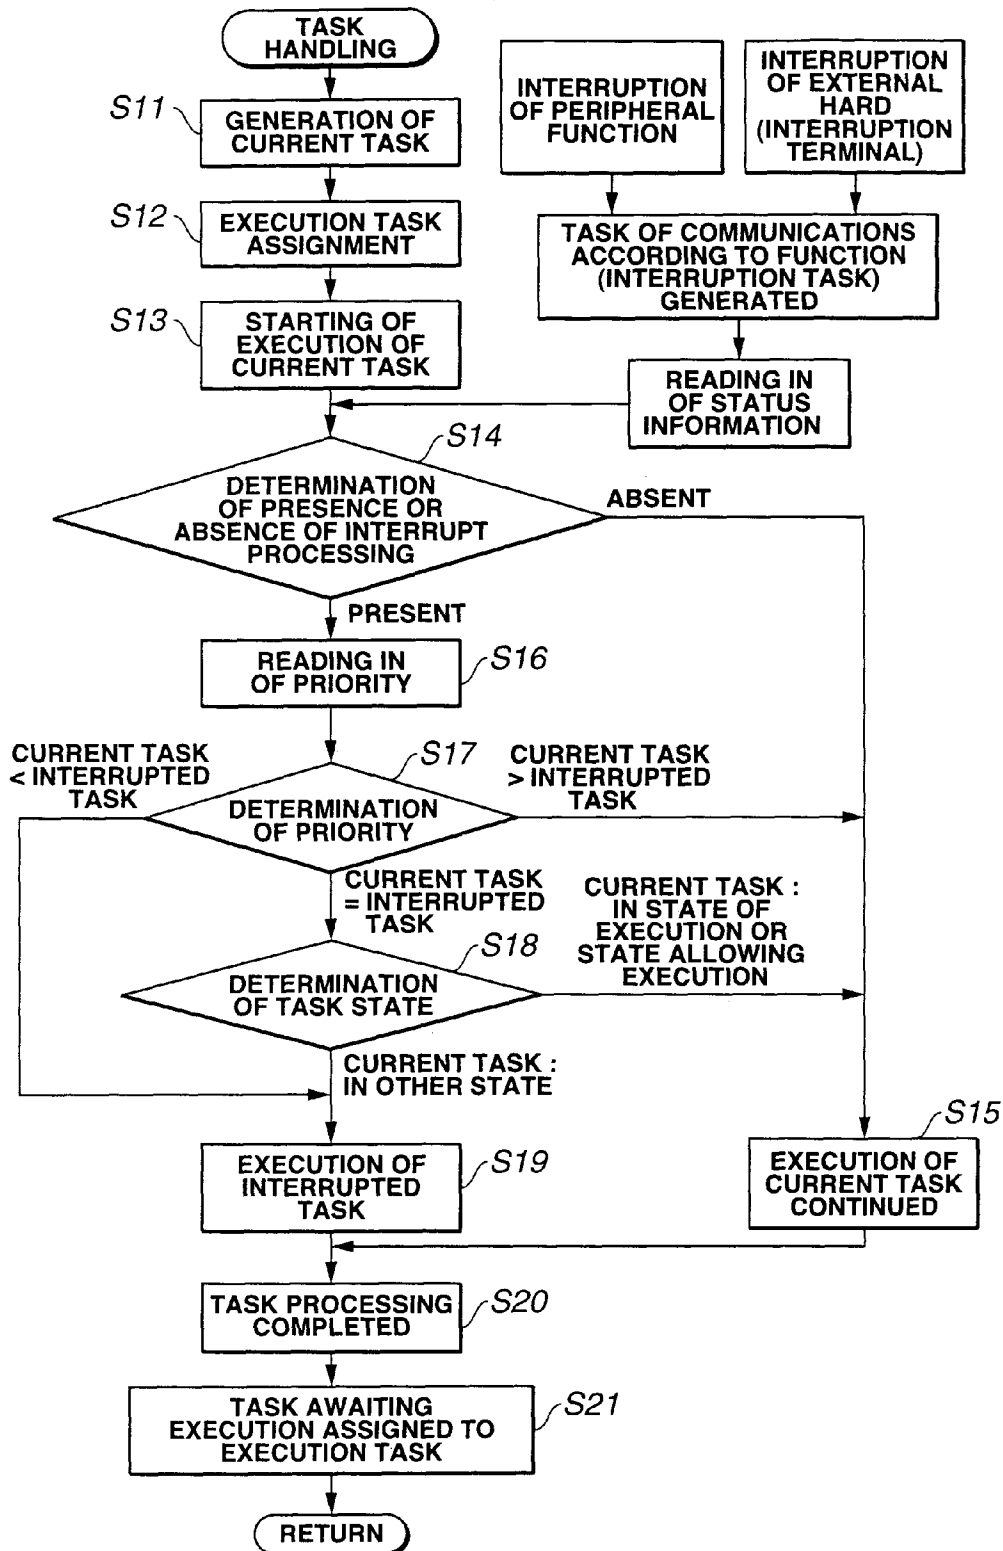 TASK
HANDLING
S11
GENERATION OF
CURRENT TASK
S12
EXECUTION TASK
ASSIGNMENT
S13
STARTING OF
EXECUTION OF
CURRENT TASK
INTERRUPTION
OF PERIPHERAL
FUNCTION
INTERRUPTION
OF EXTERNAL
HARD
(INTERRUPTION
TERMINAL)
TASK OF COMMUNICATIONS
ACCORDING TO FUNCTION
(INTERRUPTION TASK)
GENERATED
READING IN
OF STATUS
INFORMATION
S14
DETERMINATION
OF PRESENCE OR
ABSENCE OF INTERRUPT
PROCESSING
ABSENT
PRESENT
READING IN
OF PRIORITY
S16
CURRENT TASK
< INTERRUPTED
TASK
S17
DETERMINATION
OF PRIORITY
CURRENT TASK
> INTERRUPTED
TASK
CURRENT TASK
= INTERRUPTED
TASK
S18
DETERMINATION
OF TASK STATE
CURRENT TASK :
IN STATE OF
EXECUTION OR
STATE ALLOWING
EXECUTION
CURRENT TASK :
IN OTHER STATE
EXECUTION OF
INTERRUPTED
TASK
S19
S15
EXECUTION OF
CURRENT TASK
CONTINUED
TASK PROCESSING
COMPLETED
S20
TASK AWAITING
EXECUTION ASSIGNED TO
EXECUTION TASK
S21
RETURN